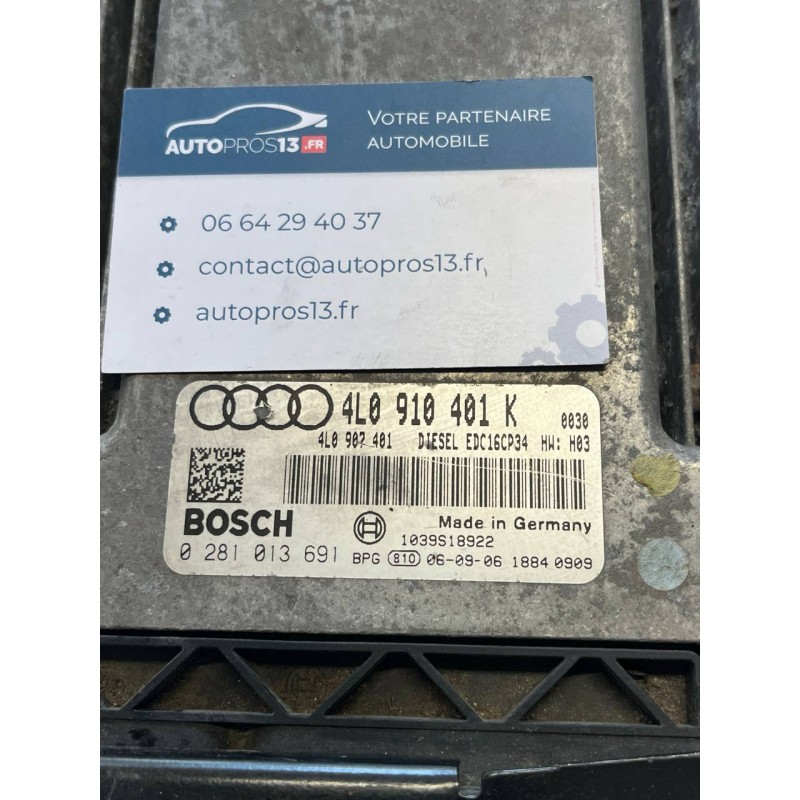 AUTOPROS13.FR
VOTRE PARTENAIRE
AUTOMOBILE
06 64 29 40 37
contact@autopros13.fr
autopros13.fr
4L0 910 401 K 0030
4L0 907 401 DIESEL EDC16CP34 HW: H03
BOSCH
Made in Germany
1039S18922
0 281 013 691 BPG 810 06-09-06 1884 0909